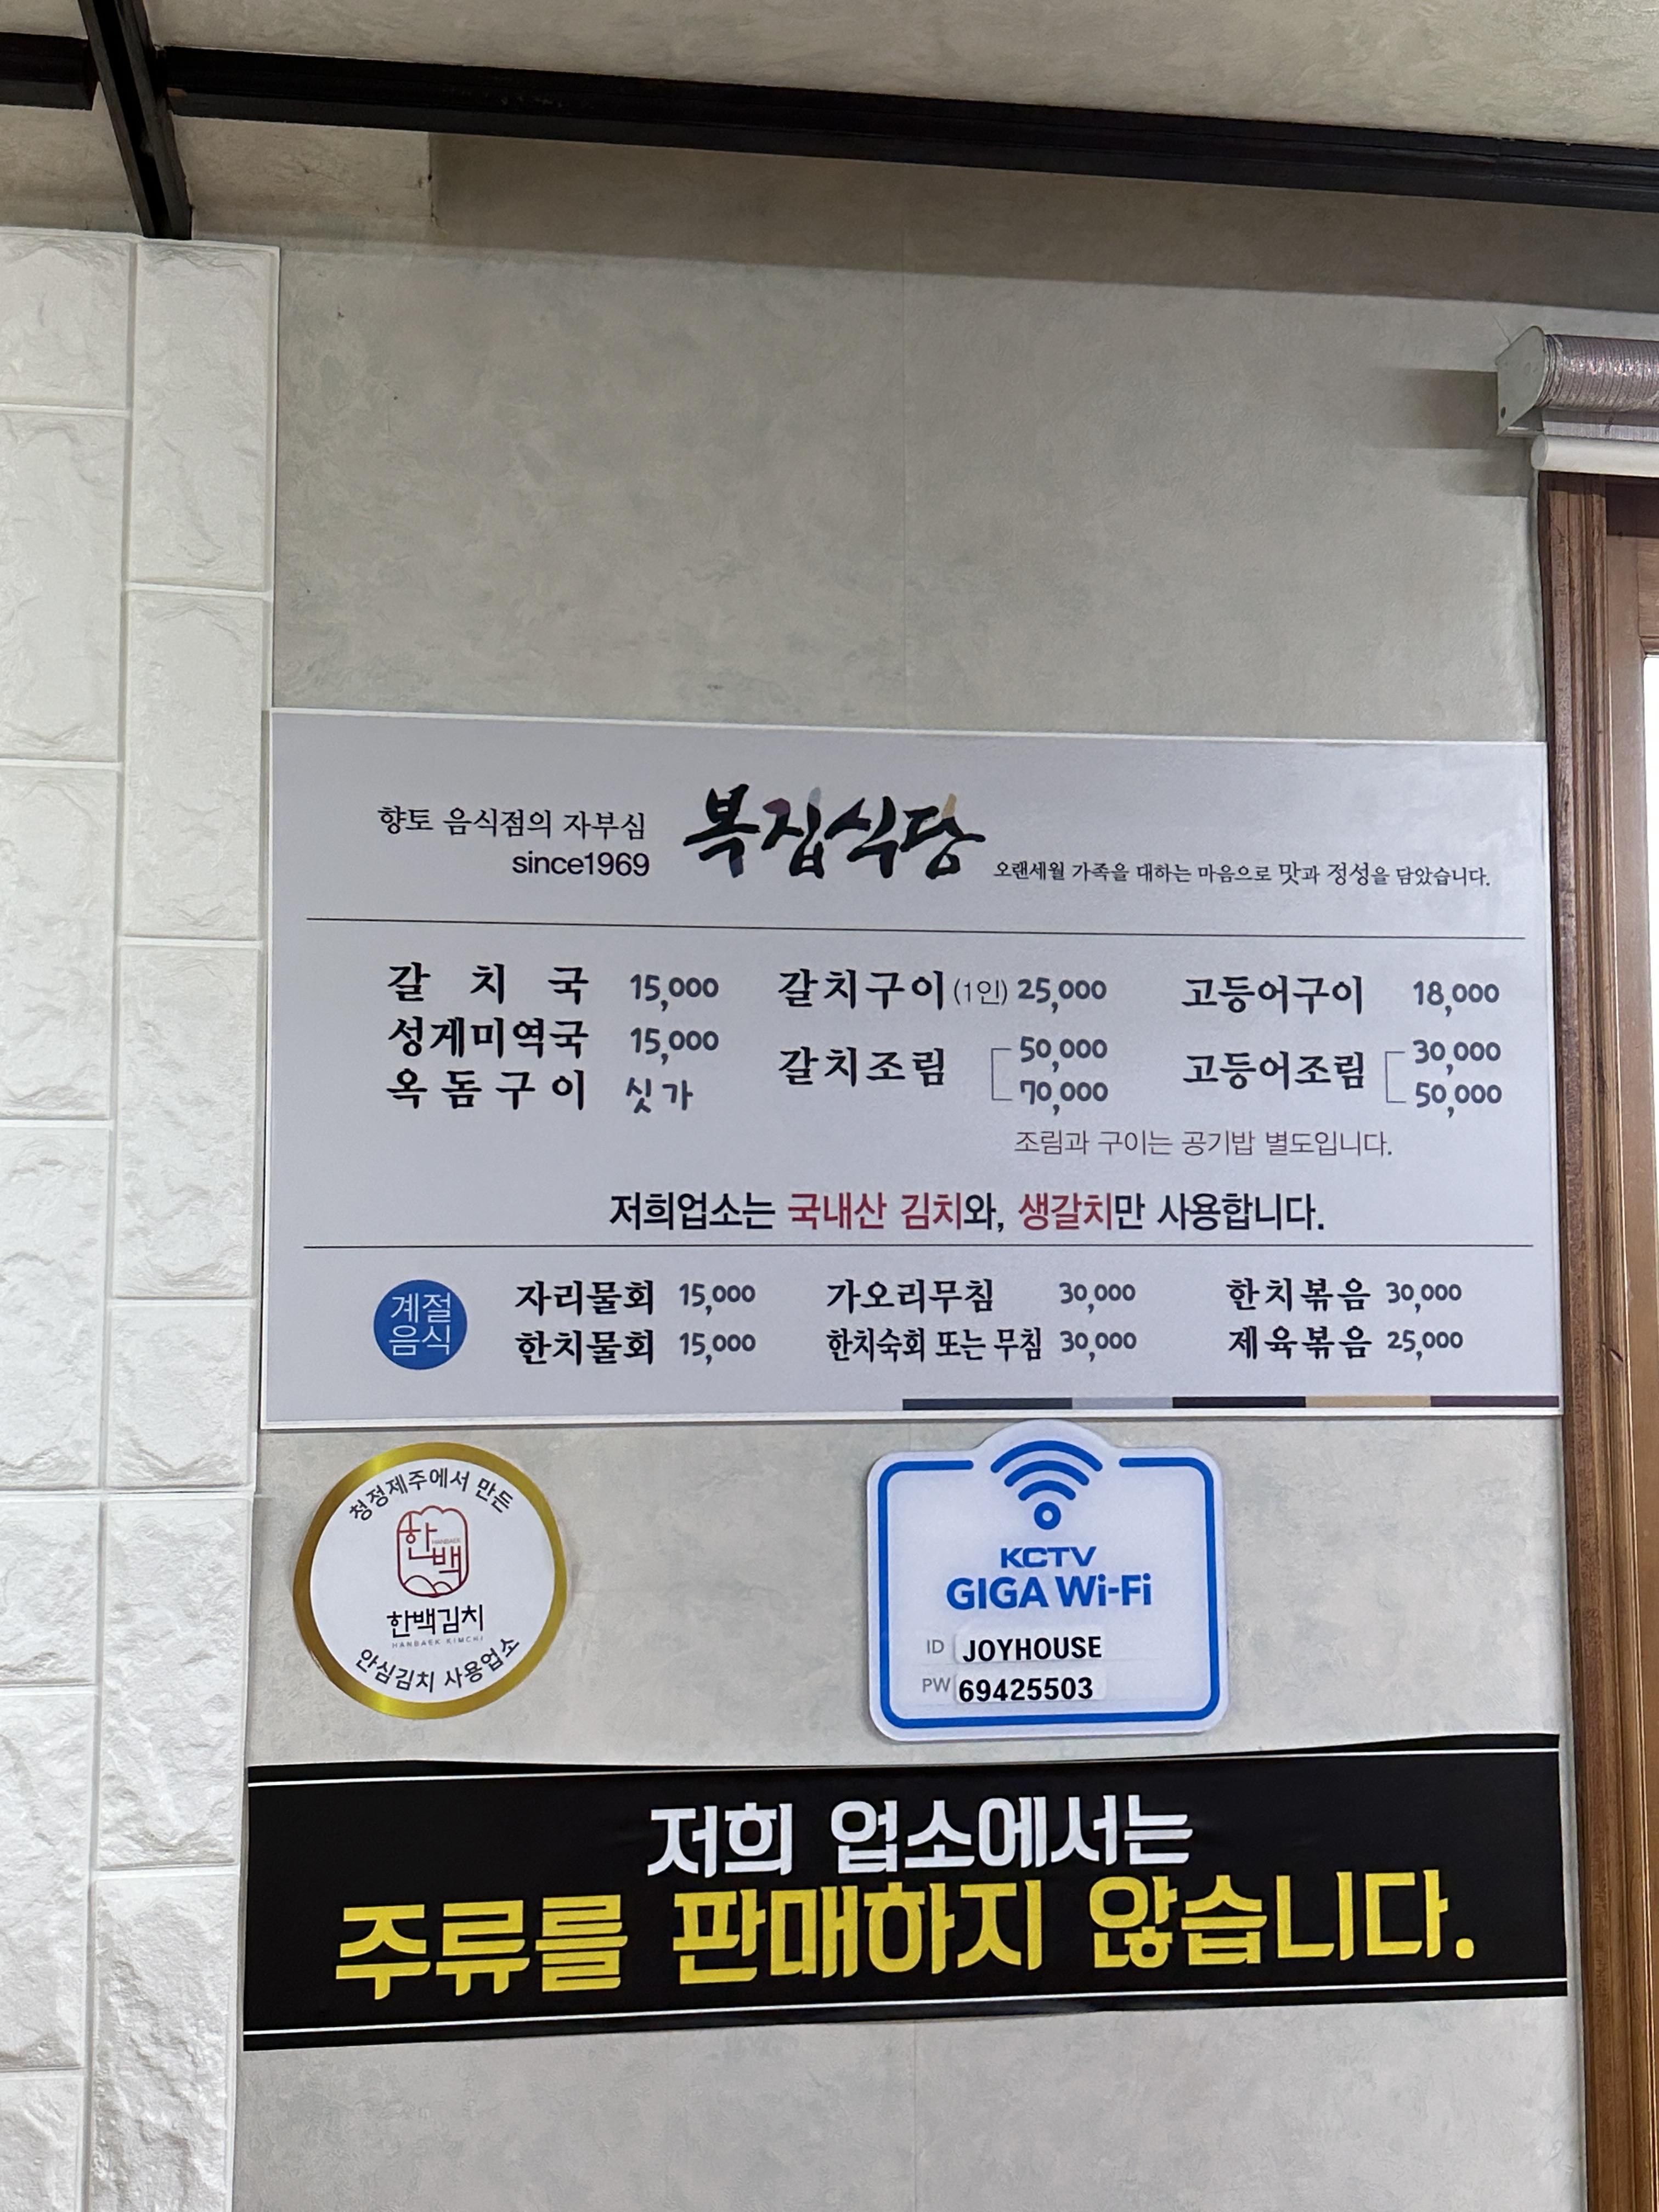 향토 음식점의 자부심
since1969
복집식당
오랜세월 가족을 대하는 마음으로 맛과 정성을 담았습니다.
갈치국 15,000
성게미역국 15,000
옥돔구이 싯가
갈치구이(1인) 25,000
갈치조림 50,000
70,000
고등어구이 18,000
고등어조림 30,000
50,000
조림과 구이는 공기밥 별도입니다.
저희업소는 국내산 김치와, 생갈치만 사용합니다.
계절
음식
자리물회 15,000
한치물회 15,000
가오리무침 30,000
한치숙회 또는 무침 30,000
한치볶음 30,000
제육볶음 25,000
청정제주에서 만든
한백
HANBAEK
한백김치
HANBAEK KIMCHI
안심김치 사용업소
KCTV
GIGA Wi-Fi
ID JOYHOUSE
PW 69425503
저희 업소에서는
주류를 판매하지 않습니다.